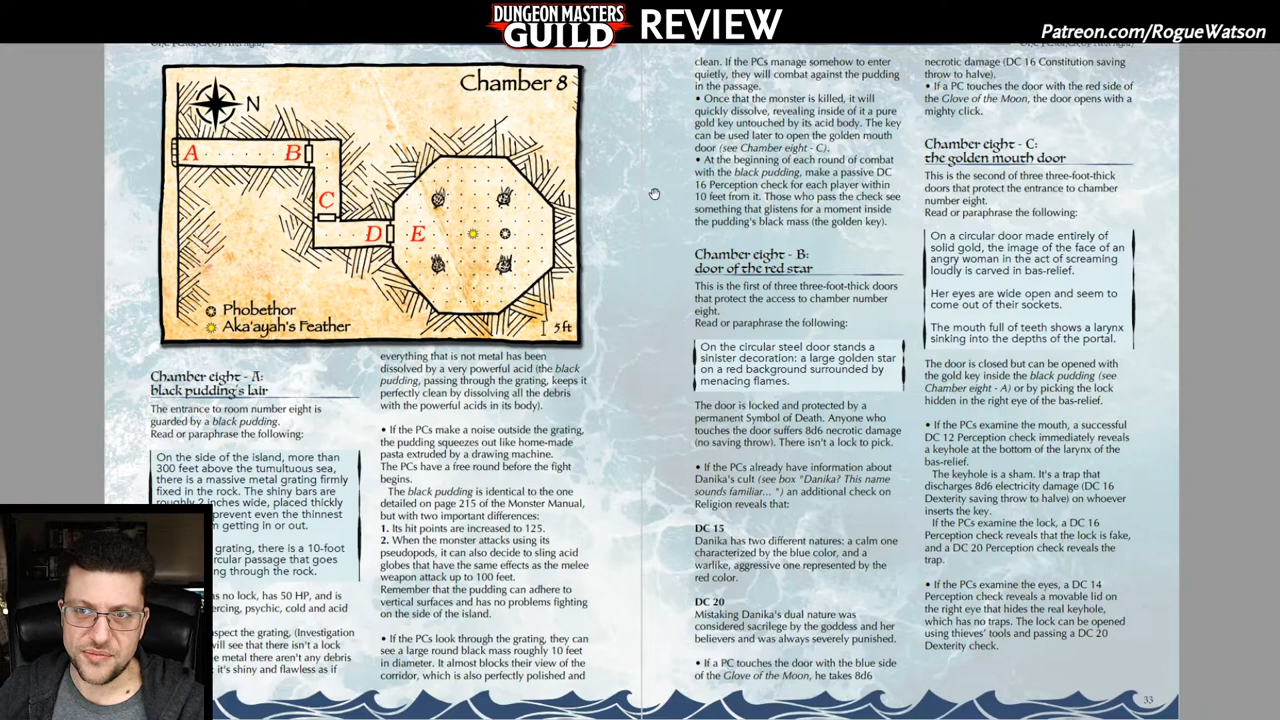 DUNGEON MASTERS
GUILD
REVIEW
Patreon.com/RogueWatson
Chamber 8
N
A
B
C
D
E
Phobethor
Aka'ayah's Feather
5 ft
Chamber eight - A:
black pudding's lair
The entrance to room number eight is
guarded by a black pudding.
Read or paraphrase the following:
On the side of the island, more than
300 feet above the tumultuous sea,
there is a massive metal grating firmly
fixed in the rock. The shiny bars are
roughly 2 inches wide, placed thickly
prevent even the thinnest
getting in or out.
grating, there is a 10-foot
circular passage that goes
through the rock.
has no lock, has 50 HP, and is
piercing, psychic, cold and acid
inspect the grating, (Investigation
will see that there isn't a lock
metal there aren't any debris
it's shiny and flawless as if
everything that is not metal has been
dissolved by a very powerful acid (the black
pudding, passing through the grating, keeps it
perfectly clean by dissolving all the debris
with the powerful acids in its body).
• If the PCs make a noise outside the grating,
the pudding squeezes out like home-made
pasta extruded by a drawing machine.
The PCs have a free round before the fight
begins.
The black pudding is identical to the one
detailed on page 215 of the Monster Manual,
but with two important differences:
1. Its hit points are increased to 125.
2. When the monster attacks using its
pseudopods, it can also decide to sling acid
globes that have the same effects as the melee
weapon attack up to 100 feet.
Remember that the pudding can adhere to
vertical surfaces and has no problems fighting
on the side of the island.
• If the PCs look through the grating, they can
see a large round black mass roughly 10 feet
in diameter. It almost blocks their view of the
corridor, which is also perfectly polished and
clean. If the PCs manage somehow to enter
quietly, they will combat against the pudding
in the passage.
• Once that the monster is killed, it will
quickly dissolve, revealing inside of it a pure
gold key untouched by its acid body. The key
can be used later to open the golden mouth
door (see Chamber eight - C).
• At the beginning of each round of combat
with the black pudding, make a passive DC
16 Perception check for each player within
10 feet from it. Those who pass the check see
something that glistens for a moment inside
the pudding's black mass (the golden key).
Chamber eight - B:
door of the red star
This is the first of three three-foot-thick doors
that protect the access to chamber number
eight.
Read or paraphrase the following:
On the circular steel door stands a
sinister decoration: a large golden star
on a red background surrounded by
menacing flames.
The door is locked and protected by a
permanent Symbol of Death. Anyone who
touches the door suffers 8d6 necrotic damage
(no saving throw). There isn't a lock to pick.
• If the PCs already have information about
Danika's cult (see box "Danika? This name
sounds familiar... ") an additional check on
Religion reveals that:
DC 15
Danika has two different natures: a calm one
characterized by the blue color, and a
warlike, aggressive one represented by the
red color.
DC 20
Mistaking Danika's dual nature was
considered sacrilege by the goddess and her
believers and was always severely punished.
• If a PC touches the door with the blue side
of the Glove of the Moon, he takes 8d6
necrotic damage (DC 16 Constitution saving
throw to halve).
• If a PC touches the door with the red side of
the Glove of the Moon, the door opens with a
mighty click.
Chamber eight - C:
the golden mouth door
This is the second of three three-foot-thick
doors that protect the entrance to chamber
number eight.
Read or paraphrase the following:
On a circular door made entirely of
solid gold, the image of the face of an
angry woman in the act of screaming
loudly is carved in bas-relief.
Her eyes are wide open and seem to
come out of their sockets.
The mouth full of teeth shows a larynx
sinking into the depths of the portal.
The door is closed but can be opened with
the gold key inside the black pudding (see
Chamber eight - A) or by picking the lock
hidden in the right eye of the bas-relief.
• If the PCs examine the mouth, a successful
DC 12 Perception check immediately reveals
a keyhole at the bottom of the larynx of the
bas-relief.
The keyhole is a sham. It's a trap that
discharges 8d6 electricity damage (DC 16
Dexterity saving throw to halve) on whoever
inserts the key.
If the PCs examine the lock, a DC 16
Perception check reveals that the lock is fake,
and a DC 20 Perception check reveals the
trap.
• If the PCs examine the eyes, a DC 14
Perception check reveals a movable lid on
the right eye that hides the real keyhole,
which has no traps. The lock can be opened
using thieves' tools and passing a DC 20
Dexterity check.
33